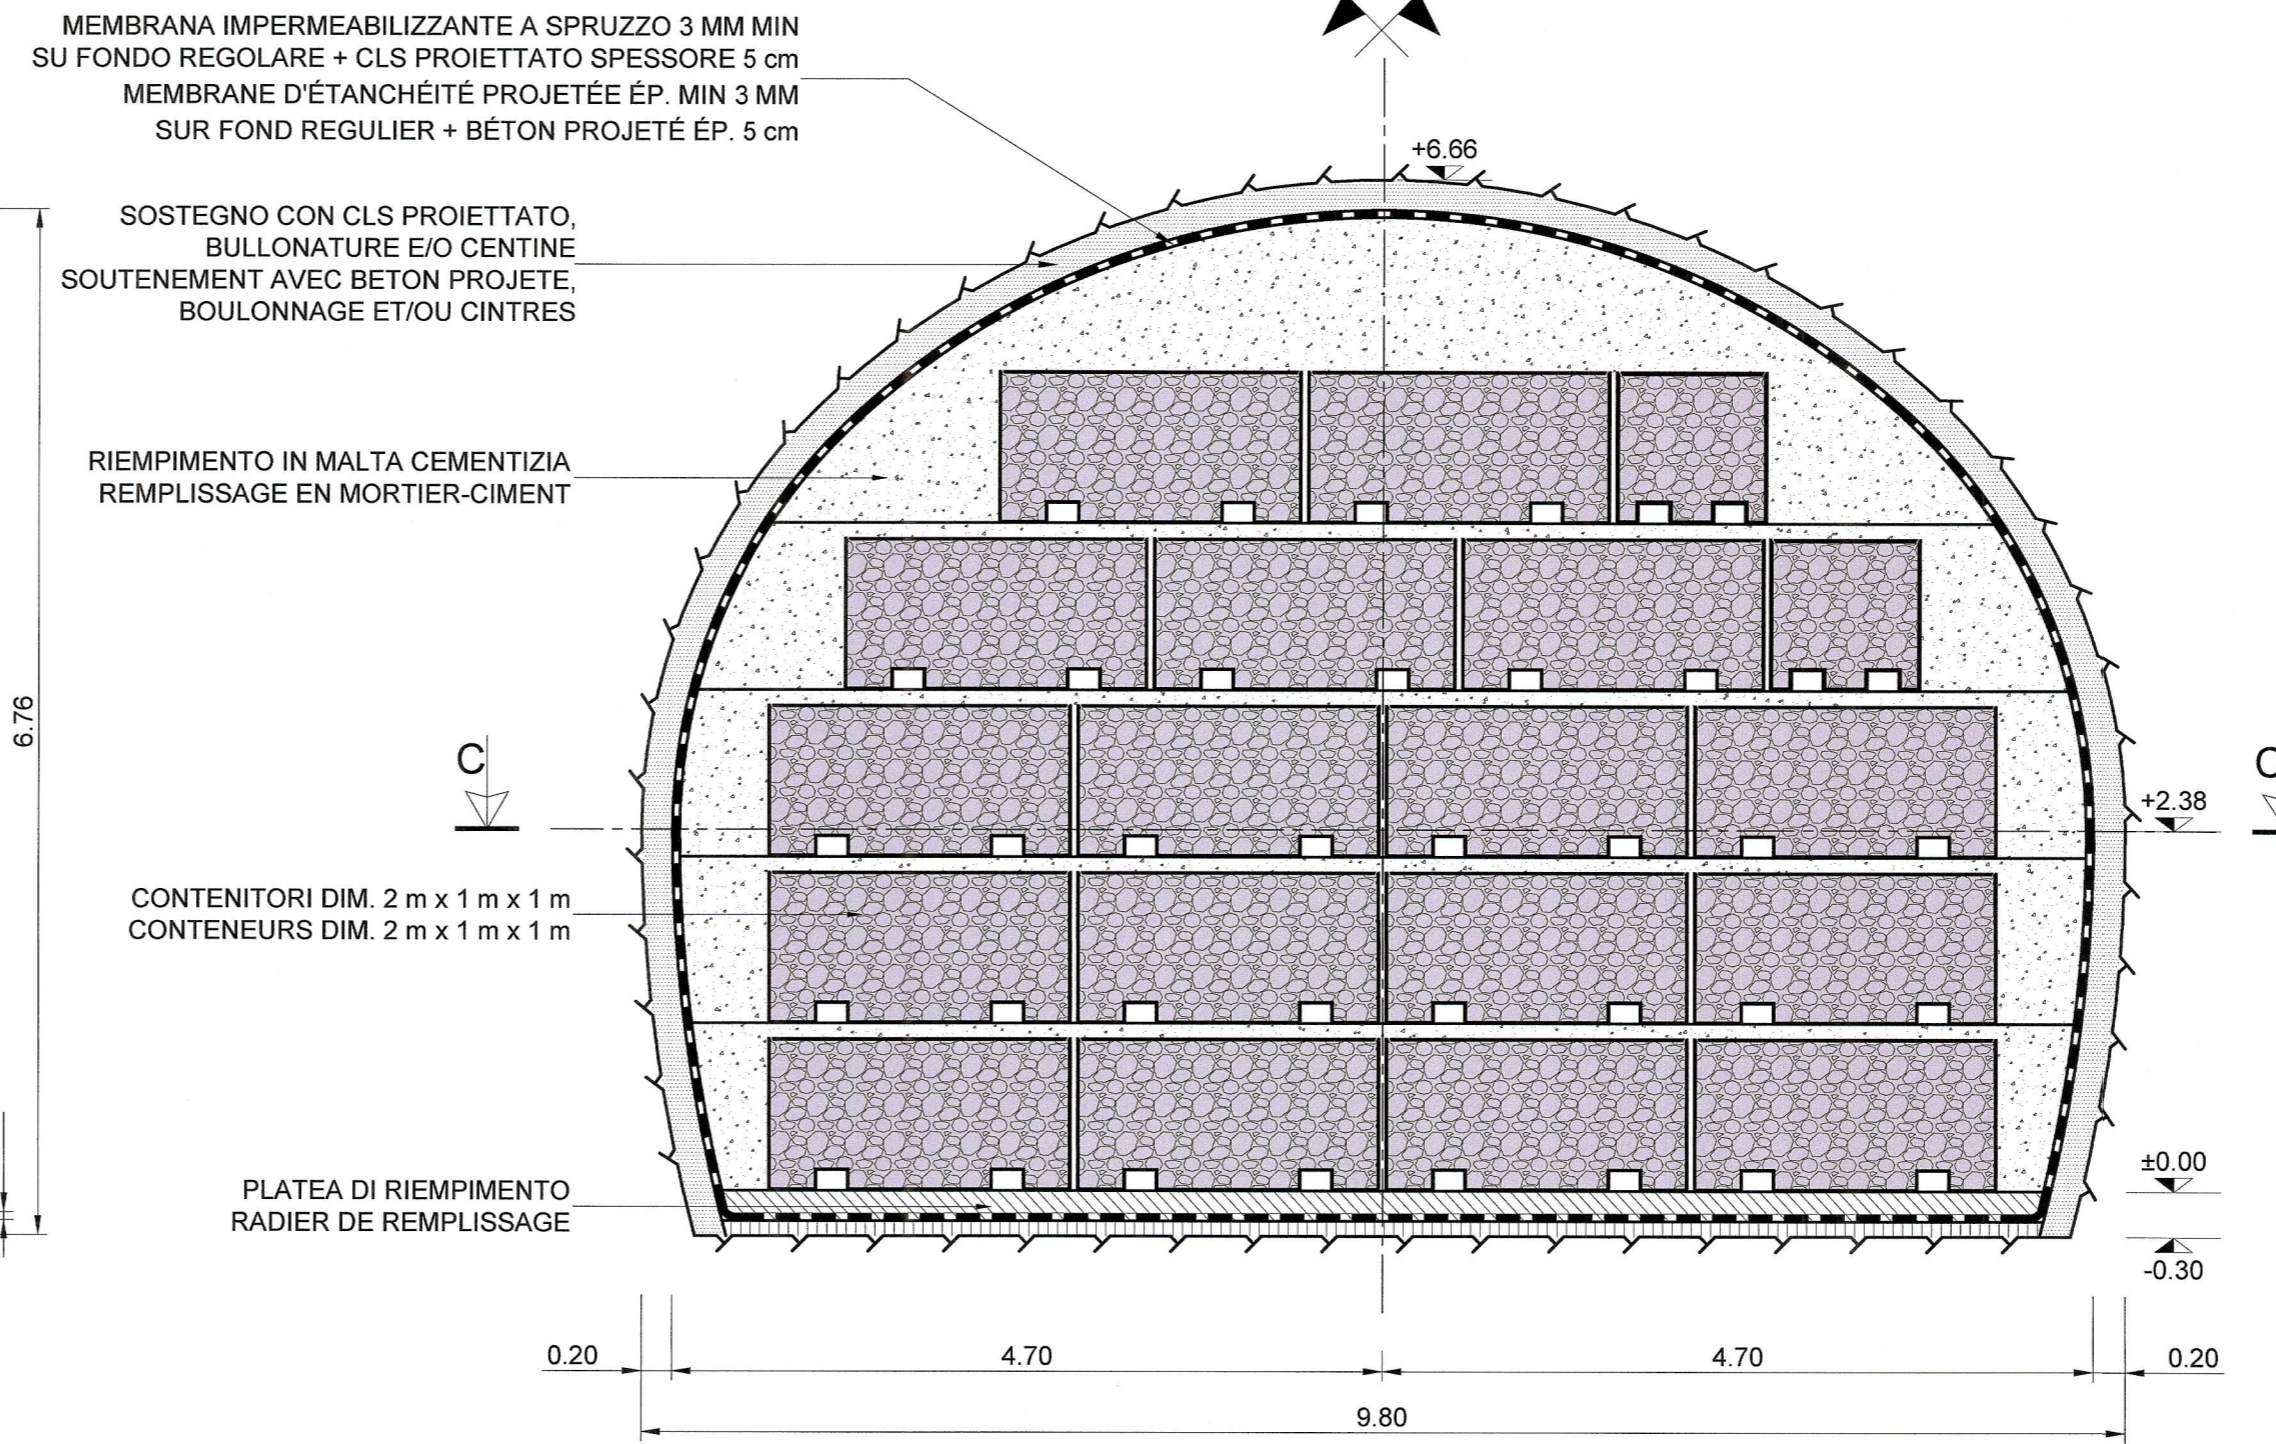 MEMBRANA IMPERMEABILIZZANTE A SPRUZZO 3 MM MIN
SU FONDO REGOLARE + CLS PROIETTATO SPESSORE 5 cm
MEMBRANE D'ÉTANCHÉITÉ PROJETÉE ÉP. MIN 3 MM
SUR FOND REGULIER + BÉTON PROJETÉ ÉP. 5 cm
+6.66
SOSTEGNO CON CLS PROIETTATO,
BULLONATURE E/O CENTINE
SOUTENEMENT AVEC BETON PROJETE,
BOULONNAGE ET/OU CINTRES
RIEMPIMENTO IN MALTA CEMENTIZIA
REMPLISSAGE EN MORTIER-CIMENT
6.76
C
C
+2.38
CONTENITORI DIM. 2 m x 1 m x 1 m
CONTENEURS DIM. 2 m x 1 m x 1 m
±0.00
PLATEA DI RIEMPIMENTO
RADIER DE REMPLISSAGE
-0.30
0.20
4.70
4.70
0.20
9.80